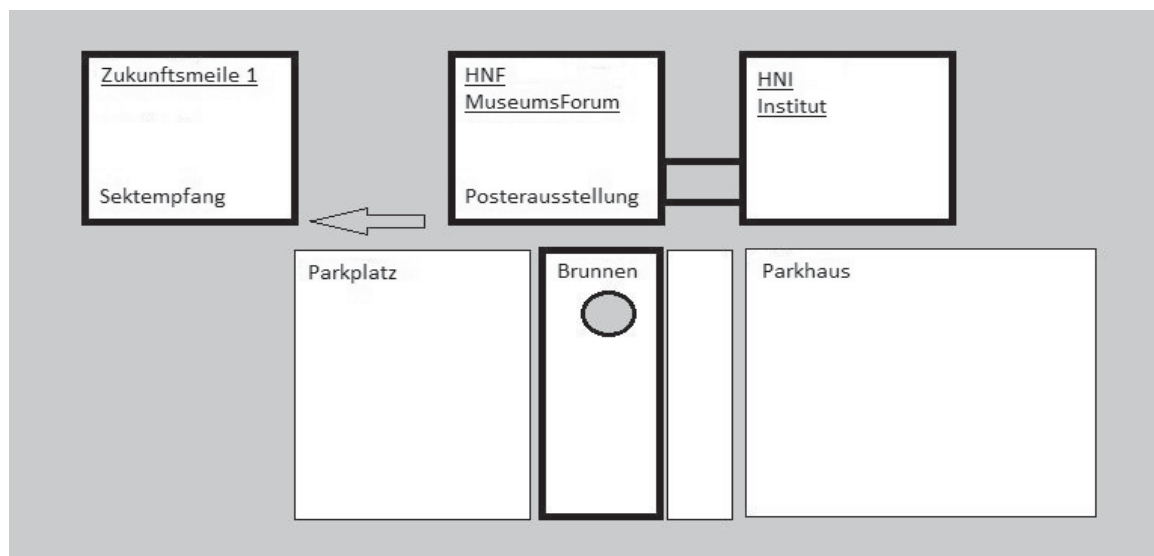 Zukunftsmeile 1
Sektempfang
HNF
MuseumsForum
Posterausstellung
HNI
Institut
Parkplatz
Brunnen
Parkhaus